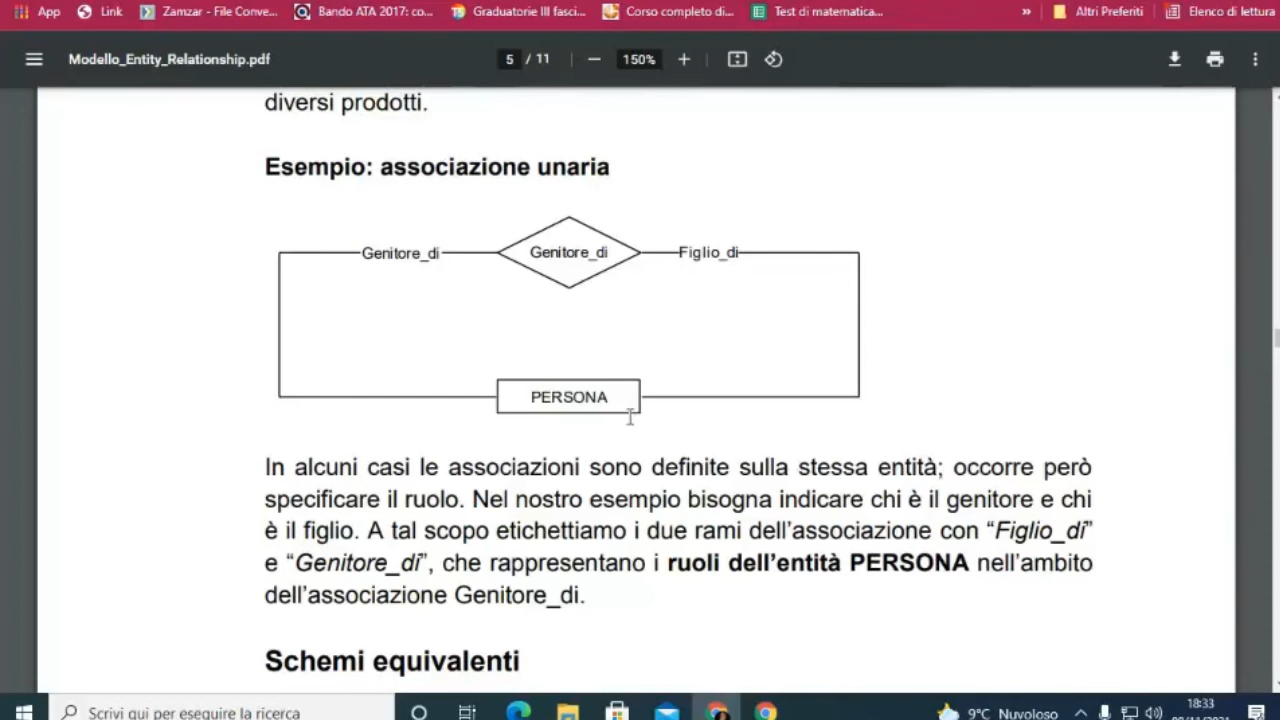 App Link Zamzar - File Conve... Bando ATA 2017: co... Graduatorie III fasci... Corso completo di... Test di matematica... » Altri Preferiti Elenco di lettura
Modello_Entity_Relationship.pdf 5 / 11 — 150% +
diversi prodotti.
Esempio: associazione unaria
Genitore_di Genitore_di Figlio_di
PERSONA
In alcuni casi le associazioni sono definite sulla stessa entità; occorre però
specificare il ruolo. Nel nostro esempio bisogna indicare chi è il genitore e chi
è il figlio. A tal scopo etichettiamo i due rami dell'associazione con “Figlio_di”
e “Genitore_di”, che rappresentano i ruoli dell'entità PERSONA nell'ambito
dell'associazione Genitore_di.
Schemi equivalenti
18:33
Scrivi qui per eseguire la ricerca 9°C Nuvoloso